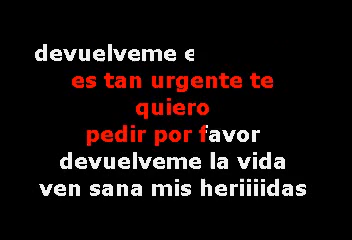 devuelveme
es tan urgente te
quiero
pedir por favor
devuelveme la vida
ven sana mis heriiiidas